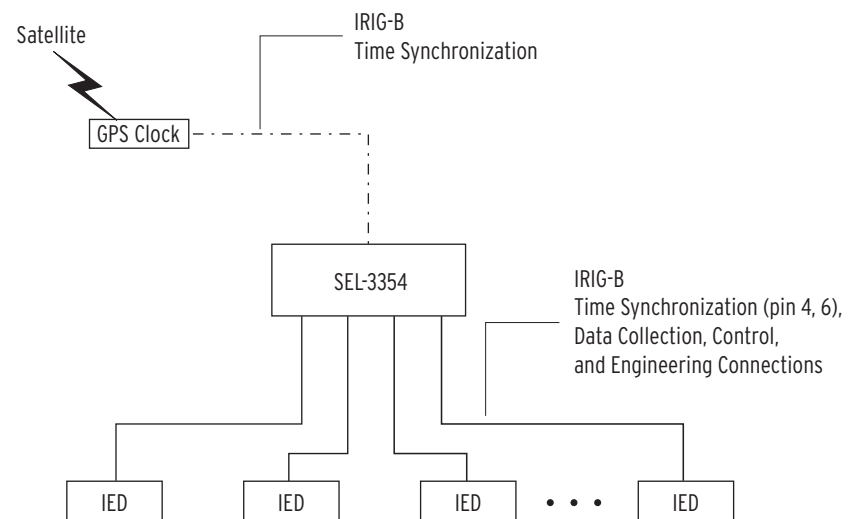 Satellite
IRIG-B
Time Synchronization
GPS Clock
SEL-3354
IRIG-B
Time Synchronization (pin 4, 6),
Data Collection, Control,
and Engineering Connections
IED
IED
IED
IED